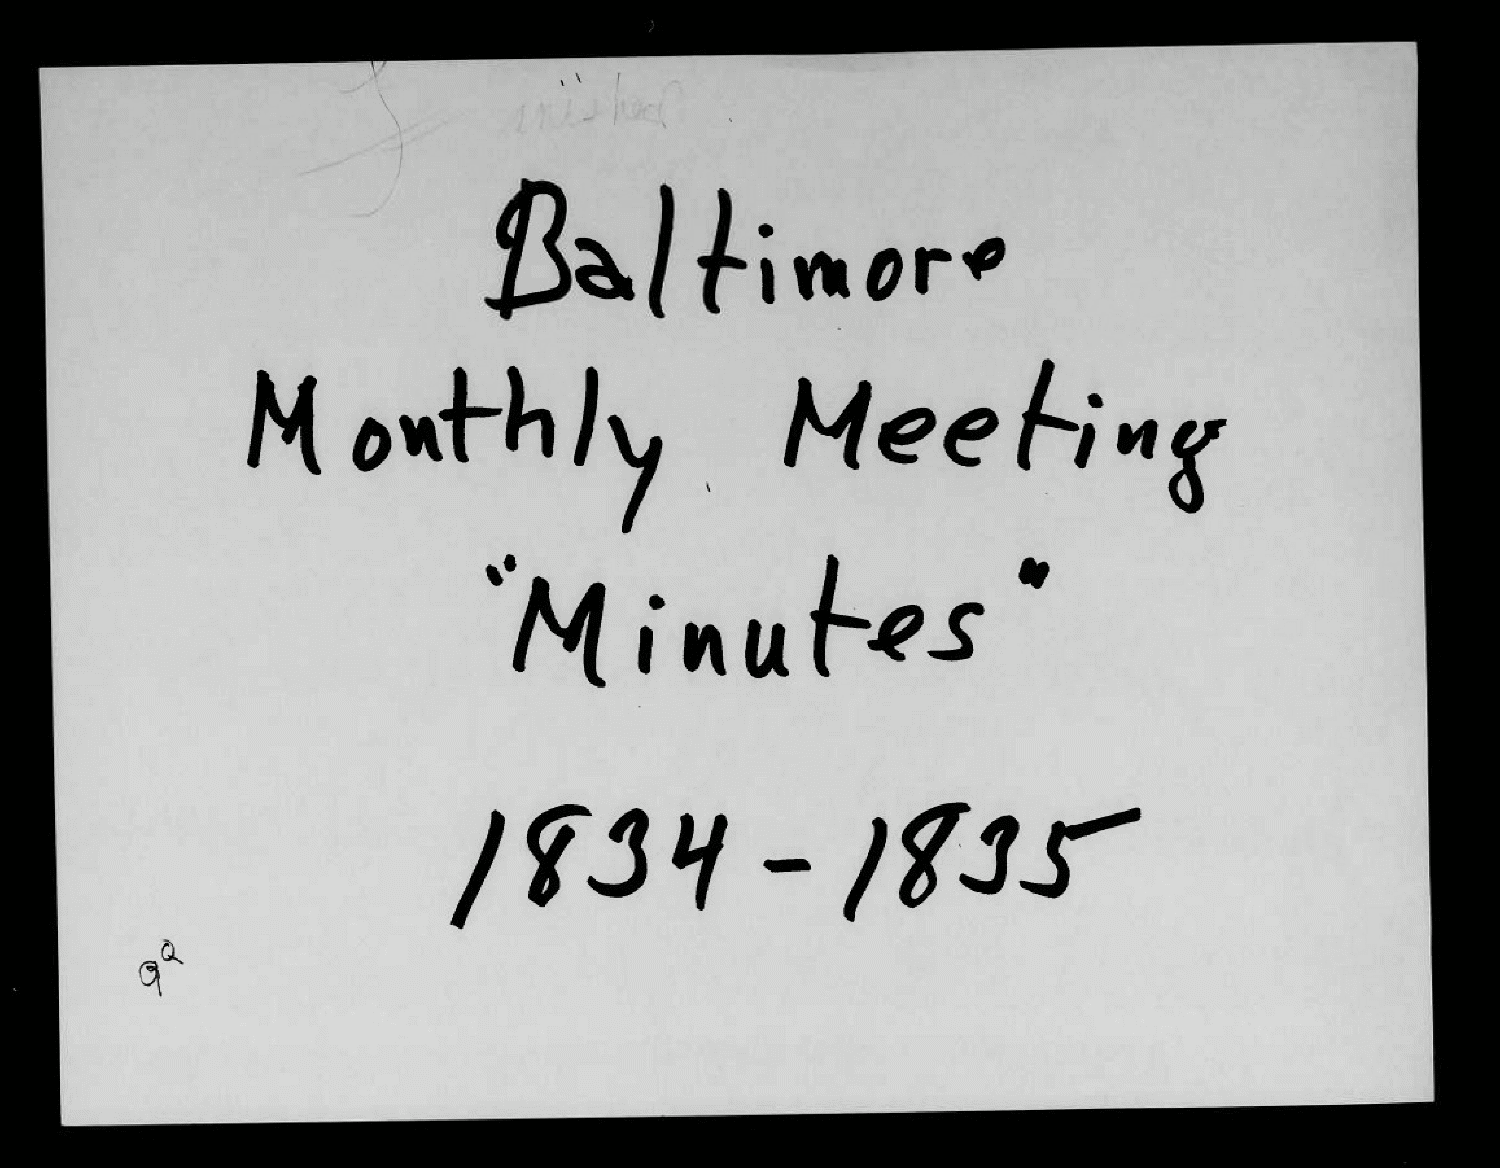 Baltimore
Monthly Meeting
"Minutes"
1834-1835